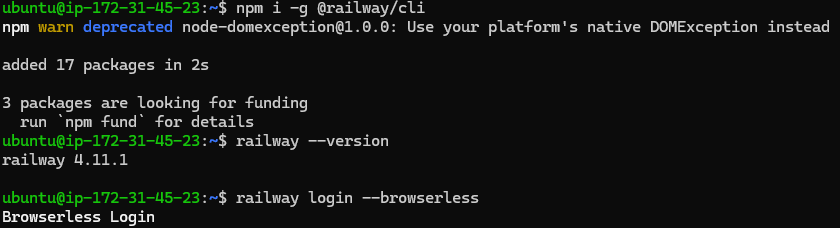 ubuntu@ip-172-31-45-23:~$ npm i -g @railway/cli
npm warn deprecated node-domexception@1.0.0: Use your platform's native DOMException instead
added 17 packages in 2s
3 packages are looking for funding
  run `npm fund` for details
ubuntu@ip-172-31-45-23:~$ railway --version
railway 4.11.1
ubuntu@ip-172-31-45-23:~$ railway login --browserless
Browserless Login